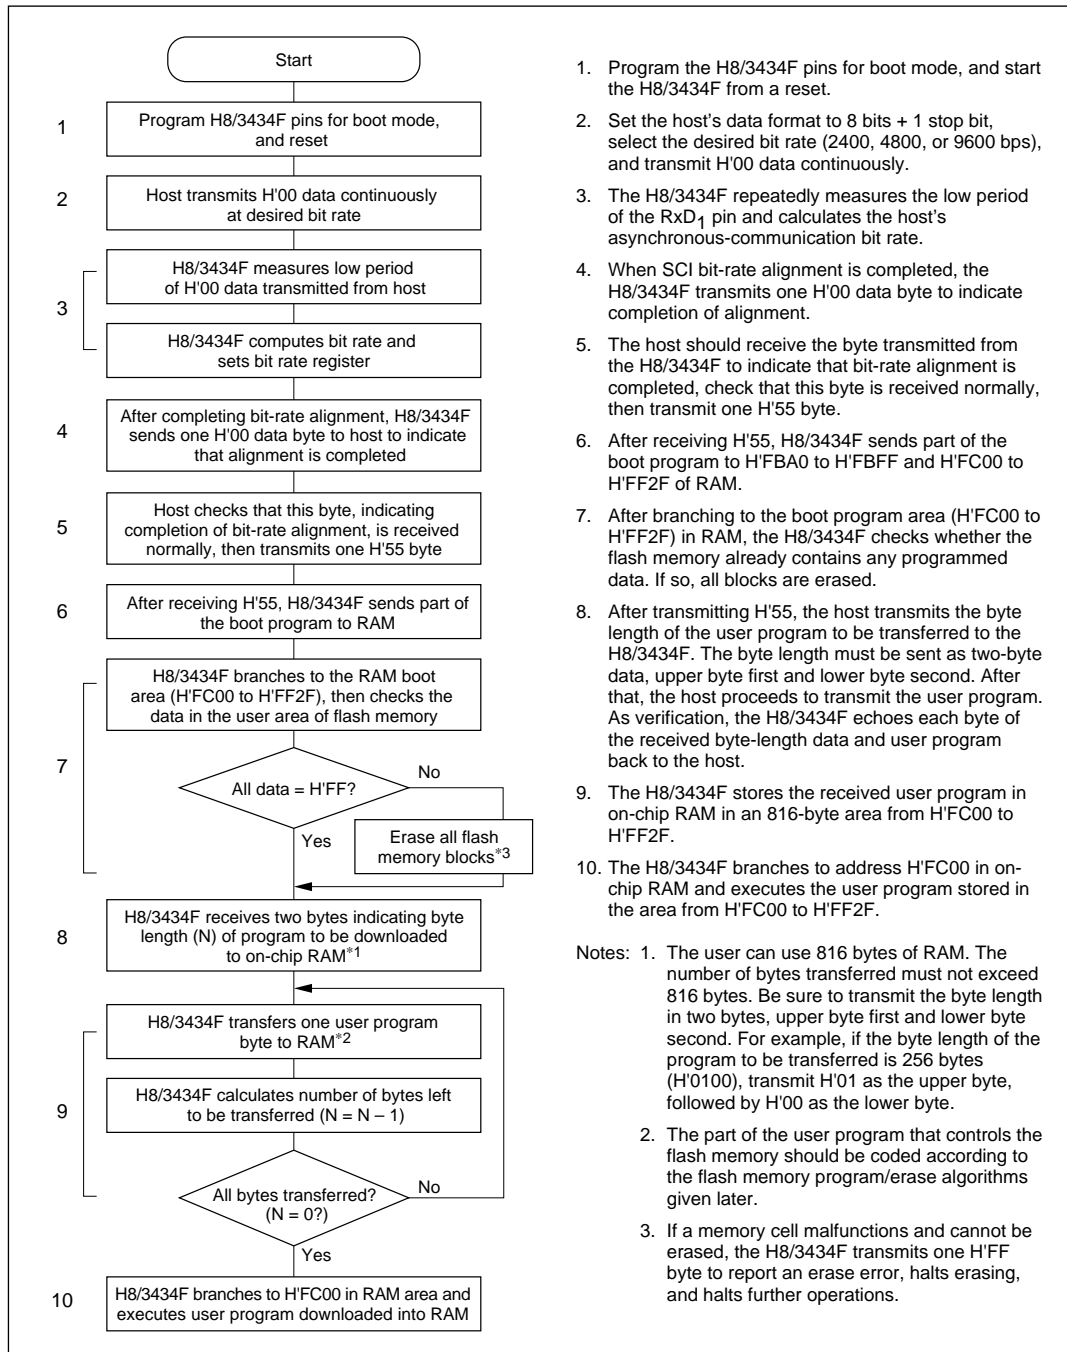 Start
1
Program H8/3434F pins for boot mode,
and reset
2
Host transmits H'00 data continuously
at desired bit rate
3
H8/3434F measures low period
of H'00 data transmitted from host
H8/3434F computes bit rate and
sets bit rate register
4
After completing bit-rate alignment, H8/3434F
sends one H'00 data byte to host to indicate
that alignment is completed
5
Host checks that this byte, indicating
completion of bit-rate alignment, is received
normally, then transmits one H'55 byte
6
After receiving H'55, H8/3434F sends part of
the boot program to RAM
7
H8/3434F branches to the RAM boot
area (H'FC00 to H'FF2F), then checks the
data in the user area of flash memory
All data = H'FF?
No
Yes
Erase all flash
memory blocks*3
8
H8/3434F receives two bytes indicating byte
length (N) of program to be downloaded
to on-chip RAM*1
9
H8/3434F transfers one user program
byte to RAM*2
H8/3434F calculates number of bytes left
to be transferred (N = N – 1)
All bytes transferred?
(N = 0?)
No
Yes
10
H8/3434F branches to H'FC00 in RAM area and
executes user program downloaded into RAM
1. Program the H8/3434F pins for boot mode, and start
the H8/3434F from a reset.
2. Set the host's data format to 8 bits + 1 stop bit,
select the desired bit rate (2400, 4800, or 9600 bps),
and transmit H'00 data continuously.
3. The H8/3434F repeatedly measures the low period
of the RxD1 pin and calculates the host's
asynchronous-communication bit rate.
4. When SCI bit-rate alignment is completed, the
H8/3434F transmits one H'00 data byte to indicate
completion of alignment.
5. The host should receive the byte transmitted from
the H8/3434F to indicate that bit-rate alignment is
completed, check that this byte is received normally,
then transmit one H'55 byte.
6. After receiving H'55, H8/3434F sends part of the
boot program to H'FBA0 to H'FBFF and H'FC00 to
H'FF2F of RAM.
7. After branching to the boot program area (H'FC00 to
H'FF2F) in RAM, the H8/3434F checks whether the
flash memory already contains any programmed
data. If so, all blocks are erased.
8. After transmitting H'55, the host transmits the byte
length of the user program to be transferred to the
H8/3434F. The byte length must be sent as two-byte
data, upper byte first and lower byte second. After
that, the host proceeds to transmit the user program.
As verification, the H8/3434F echoes each byte of
the received byte-length data and user program
back to the host.
9. The H8/3434F stores the received user program in
on-chip RAM in an 816-byte area from H'FC00 to
H'FF2F.
10. The H8/3434F branches to address H'FC00 in on-
chip RAM and executes the user program stored in
the area from H'FC00 to H'FF2F.
Notes: 1. The user can use 816 bytes of RAM. The
number of bytes transferred must not exceed
816 bytes. Be sure to transmit the byte length
in two bytes, upper byte first and lower byte
second. For example, if the byte length of the
program to be transferred is 256 bytes
(H'0100), transmit H'01 as the upper byte,
followed by H'00 as the lower byte.
2. The part of the user program that controls the
flash memory should be coded according to
the flash memory program/erase algorithms
given later.
3. If a memory cell malfunctions and cannot be
erased, the H8/3434F transmits one H'FF
byte to report an erase error, halts erasing,
and halts further operations.